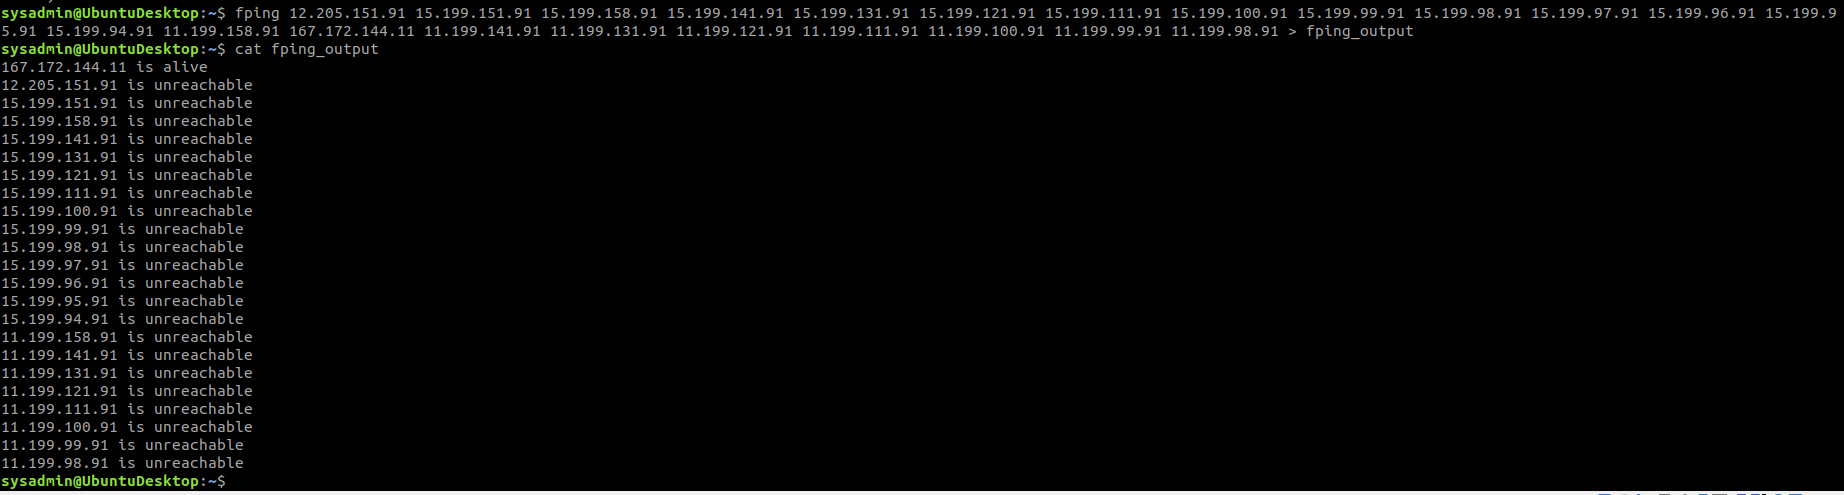 sysadmin@UbuntuDesktop:~$ fping 12.205.151.91 15.199.151.91 15.199.158.91 15.199.141.91 15.199.131.91 15.199.121.91 15.199.111.91 15.199.100.91 15.199.99.91 15.199.98.91 15.199.97.91 15.199.96.91 15.199.9
5.91 15.199.94.91 11.199.158.91 167.172.144.11 11.199.141.91 11.199.131.91 11.199.121.91 11.199.111.91 11.199.100.91 11.199.99.91 11.199.98.91 > fping_output
sysadmin@UbuntuDesktop:~$ cat fping_output
167.172.144.11 is alive
12.205.151.91 is unreachable
15.199.151.91 is unreachable
15.199.158.91 is unreachable
15.199.141.91 is unreachable
15.199.131.91 is unreachable
15.199.121.91 is unreachable
15.199.111.91 is unreachable
15.199.100.91 is unreachable
15.199.99.91 is unreachable
15.199.98.91 is unreachable
15.199.97.91 is unreachable
15.199.96.91 is unreachable
15.199.95.91 is unreachable
15.199.94.91 is unreachable
11.199.158.91 is unreachable
11.199.141.91 is unreachable
11.199.131.91 is unreachable
11.199.121.91 is unreachable
11.199.111.91 is unreachable
11.199.100.91 is unreachable
11.199.99.91 is unreachable
11.199.98.91 is unreachable
sysadmin@UbuntuDesktop:~$